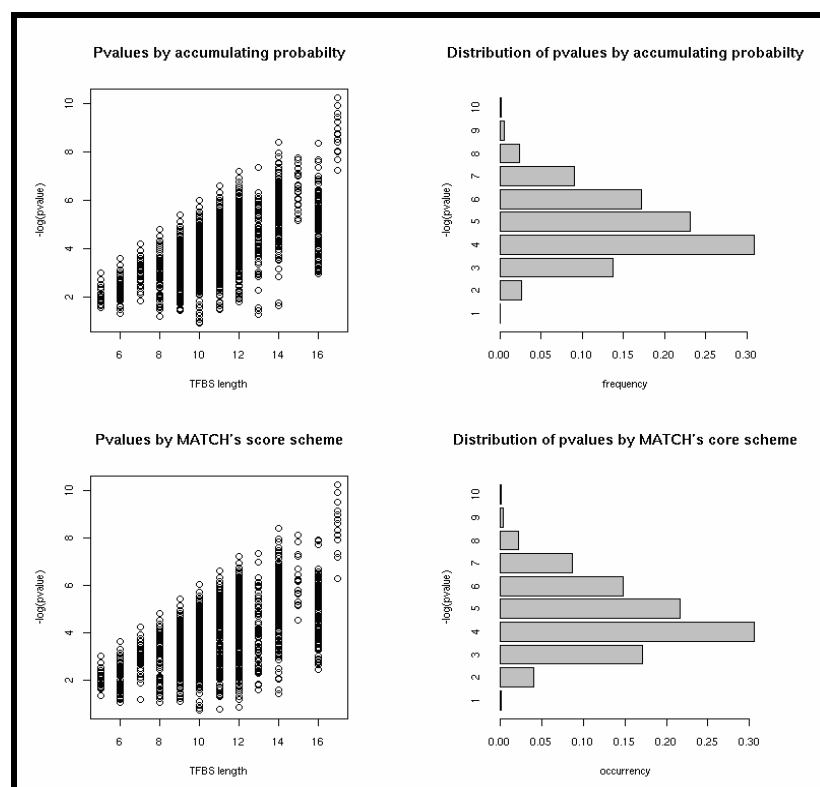 Pvalues by accumulating probabilty
-log(pvalue)
10
8
6
4
2
6 8 10 12 14 16
TFBS length
Distribution of pvalues by accumulating probabilty
-log(pvalue)
10
9
8
7
6
5
4
3
2
1
0.00 0.05 0.10 0.15 0.20 0.25 0.30
frequency
Pvalues by MATCH's score scheme
-log(pvalue)
10
8
6
4
2
6 8 10 12 14 16
TFBS length
Distribution of pvalues by MATCH's core scheme
-log(pvalue)
10
9
8
7
6
5
4
3
2
1
0.00 0.05 0.10 0.15 0.20 0.25 0.30
occurrency